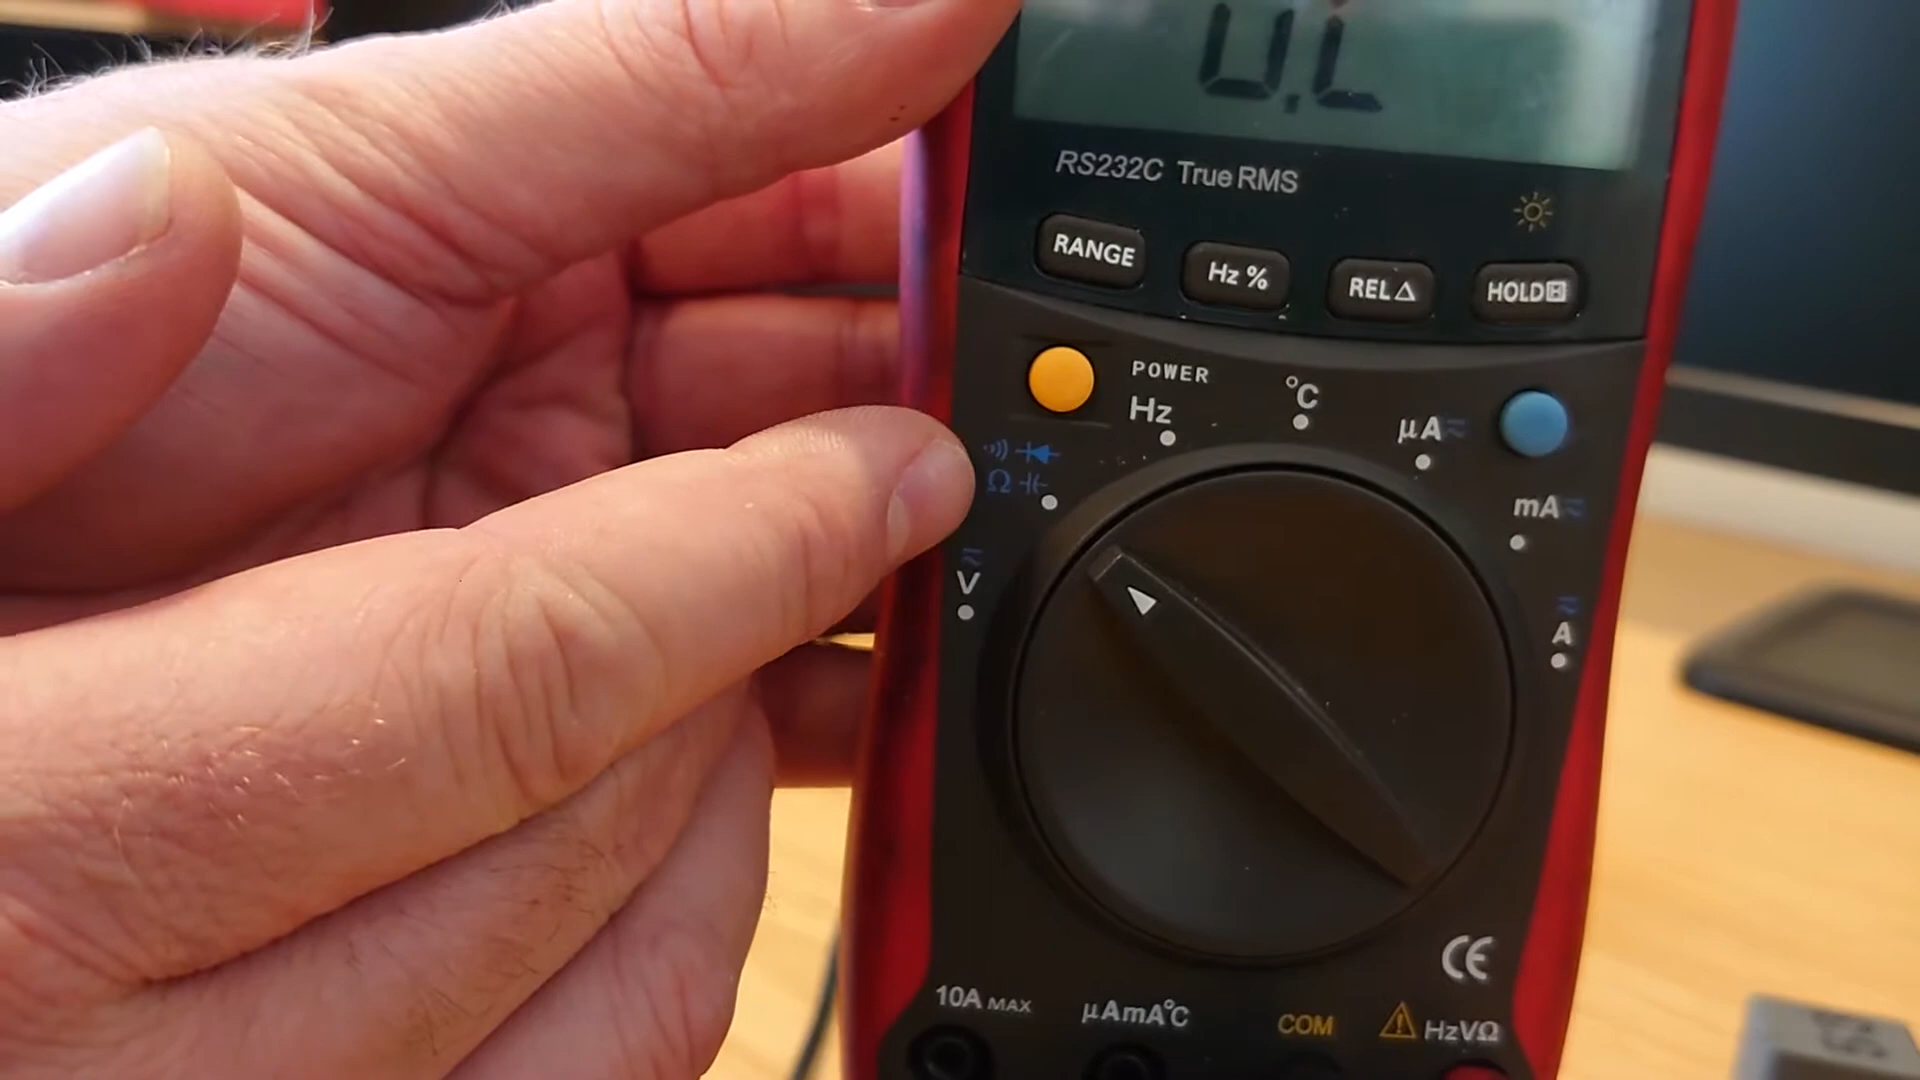 0.L
RS232C True RMS
RANGE
Hz %
REL△
HOLD H
POWER
Hz
°C
μA
mA
A
Ω
V
CE
10A MAX
μAmA°C
COM
HzVΩ